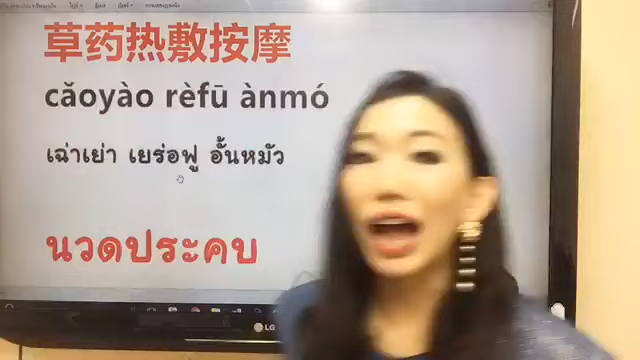 草药热敷按摩
cǎoyào rèfū ànmó
เฉ่าเย่า เยร่อฟู อั้นหมัว
นวดประคบ
LG